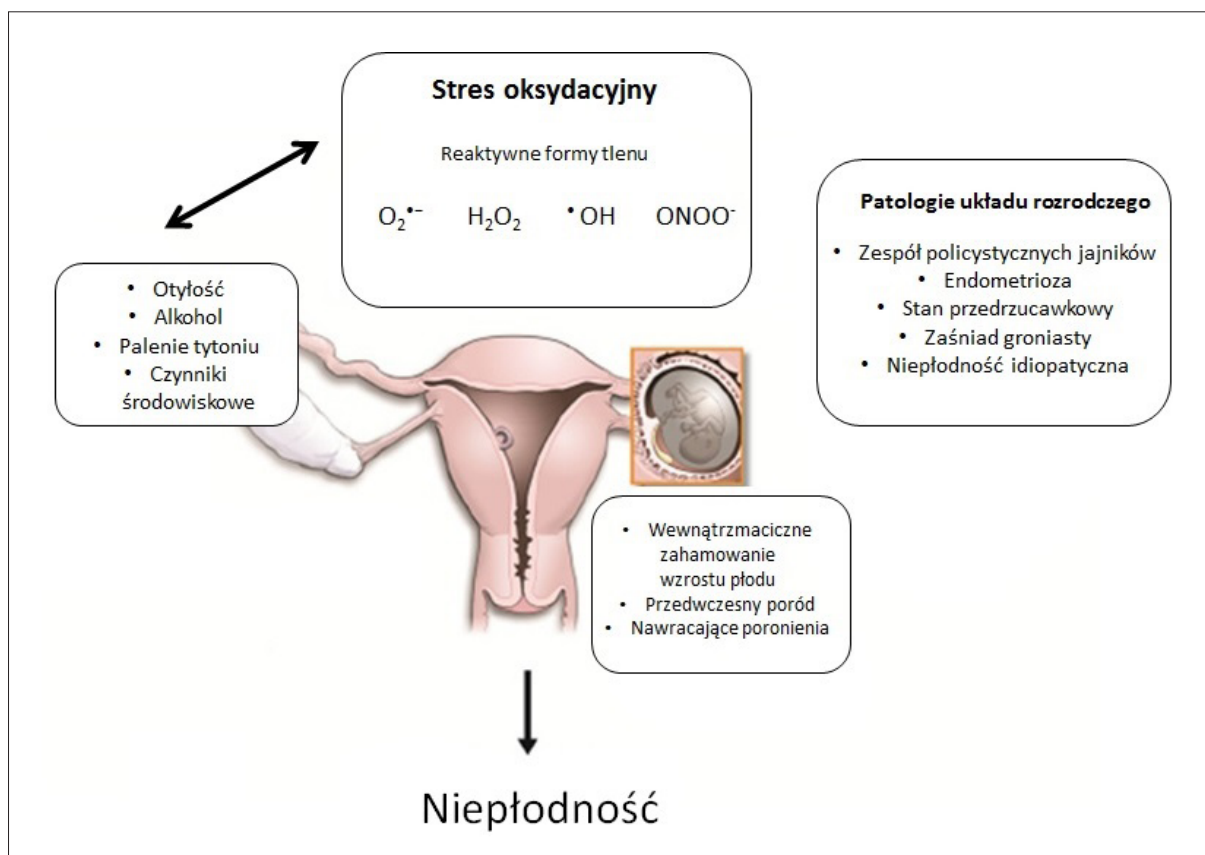 Stres oksydacyjny
Reaktywne formy tlenu
O₂•⁻ H₂O₂ •OH ONOO⁻
Patologie układu rozrodczego
• Zespół policystycznych jajników
• Endometrioza
• Stan przedrzucawkowy
• Zaśniad groniasty
• Niepłodność idiopatyczna
• Otyłość
• Alkohol
• Palenie tytoniu
• Czynniki
środowiskowe
• Wewnątrzmaciczne
zahamowanie
wzrostu płodu
• Przedwczesny poród
• Nawracające poronienia
Niepłodność